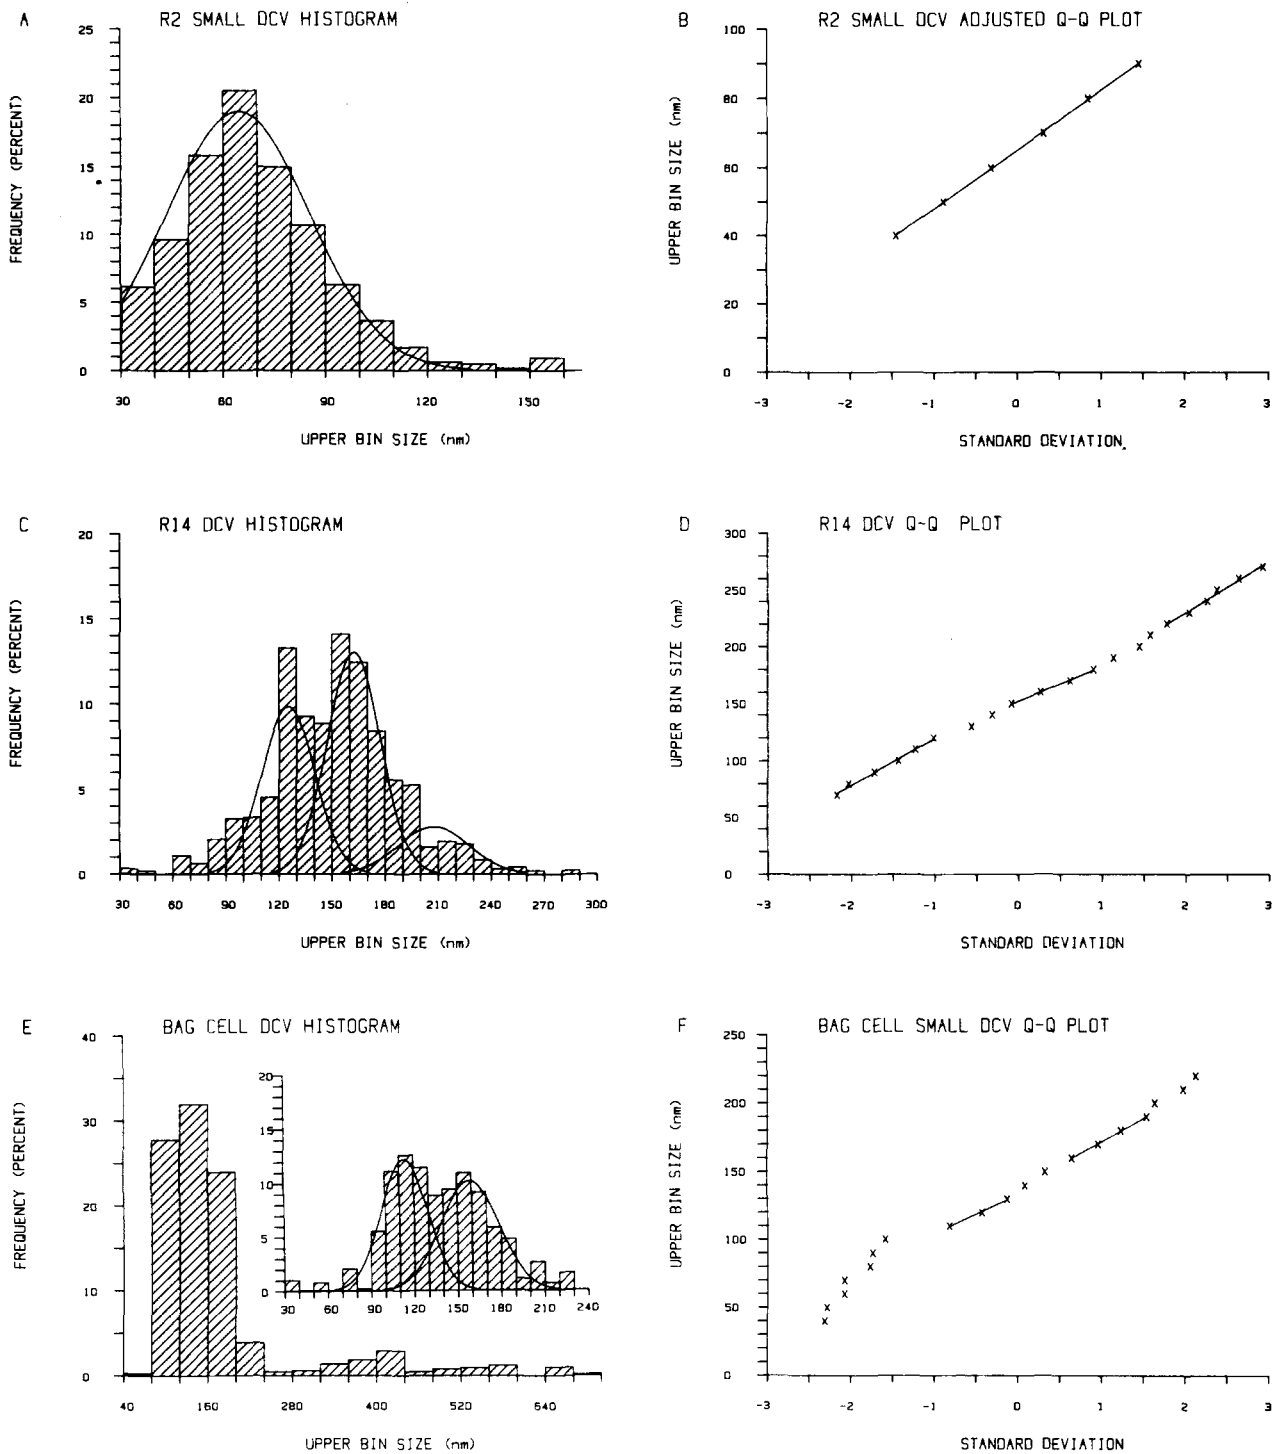 A R2 SMALL DCV HISTOGRAM
FREQUENCY (PERCENT)
25
20
15
10
5
0
30 60 90 120 150
UPPER BIN SIZE (nm)
B R2 SMALL DCV ADJUSTED Q-Q PLOT
UPPER BIN SIZE (nm)
100
80
60
40
20
0
-3 -2 -1 0 1 2 3
STANDARD DEVIATION
C R14 DCV HISTOGRAM
FREQUENCY (PERCENT)
20
15
10
5
0
30 60 90 120 150 180 210 240 270 300
UPPER BIN SIZE (nm)
D R14 DCV Q-Q PLOT
UPPER BIN SIZE (nm)
300
250
200
150
100
50
0
-3 -2 -1 0 1 2 3
STANDARD DEVIATION
E BAG CELL DCV HISTOGRAM
FREQUENCY (PERCENT)
40
30
20
10
0
40 160 280 400 520 640
UPPER BIN SIZE (nm)
20
15
10
5
0
30 60 90 120 150 180 210 240
F BAG CELL SMALL DCV Q-Q PLOT
UPPER BIN SIZE (nm)
250
200
150
100
50
0
-3 -2 -1 0 1 2 3
STANDARD DEVIATION